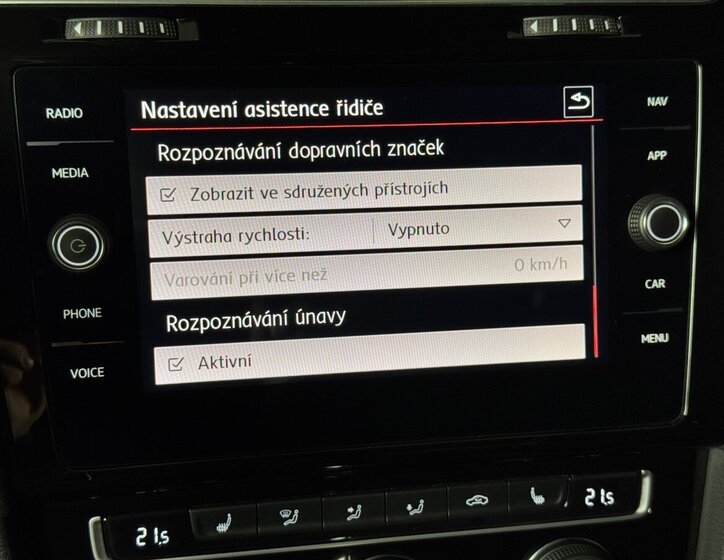 RADIO
MEDIA
PHONE
VOICE
Nastavení asistence řidiče
Rozpoznávání dopravních značek
Zobrazit ve sdružených přístrojích
Výstraha rychlosti: Vypnuto
Varování při více než 0 km/h
Rozpoznávání únavy
Aktivní
NAV
APP
CAR
MENU
21.5
21.5